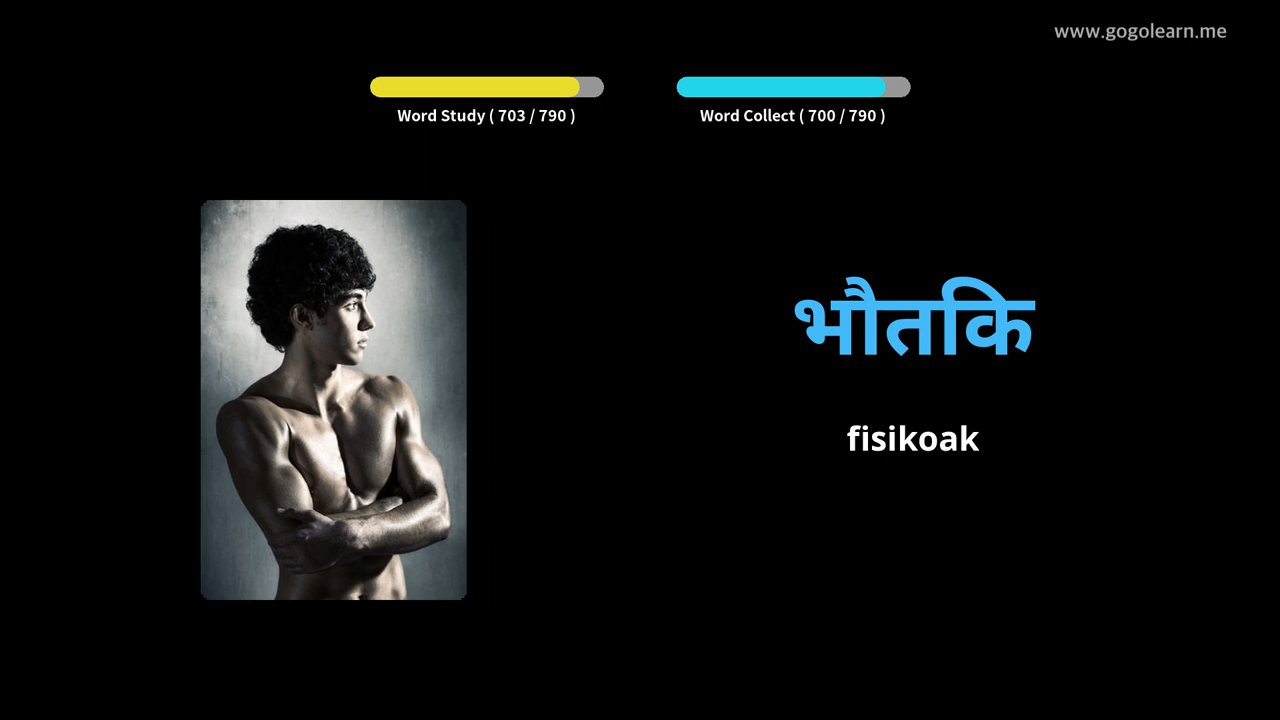 www.gogolearn.me
Word Study ( 703 / 790 )
Word Collect ( 700 / 790 )
भौतकि
fisikoak